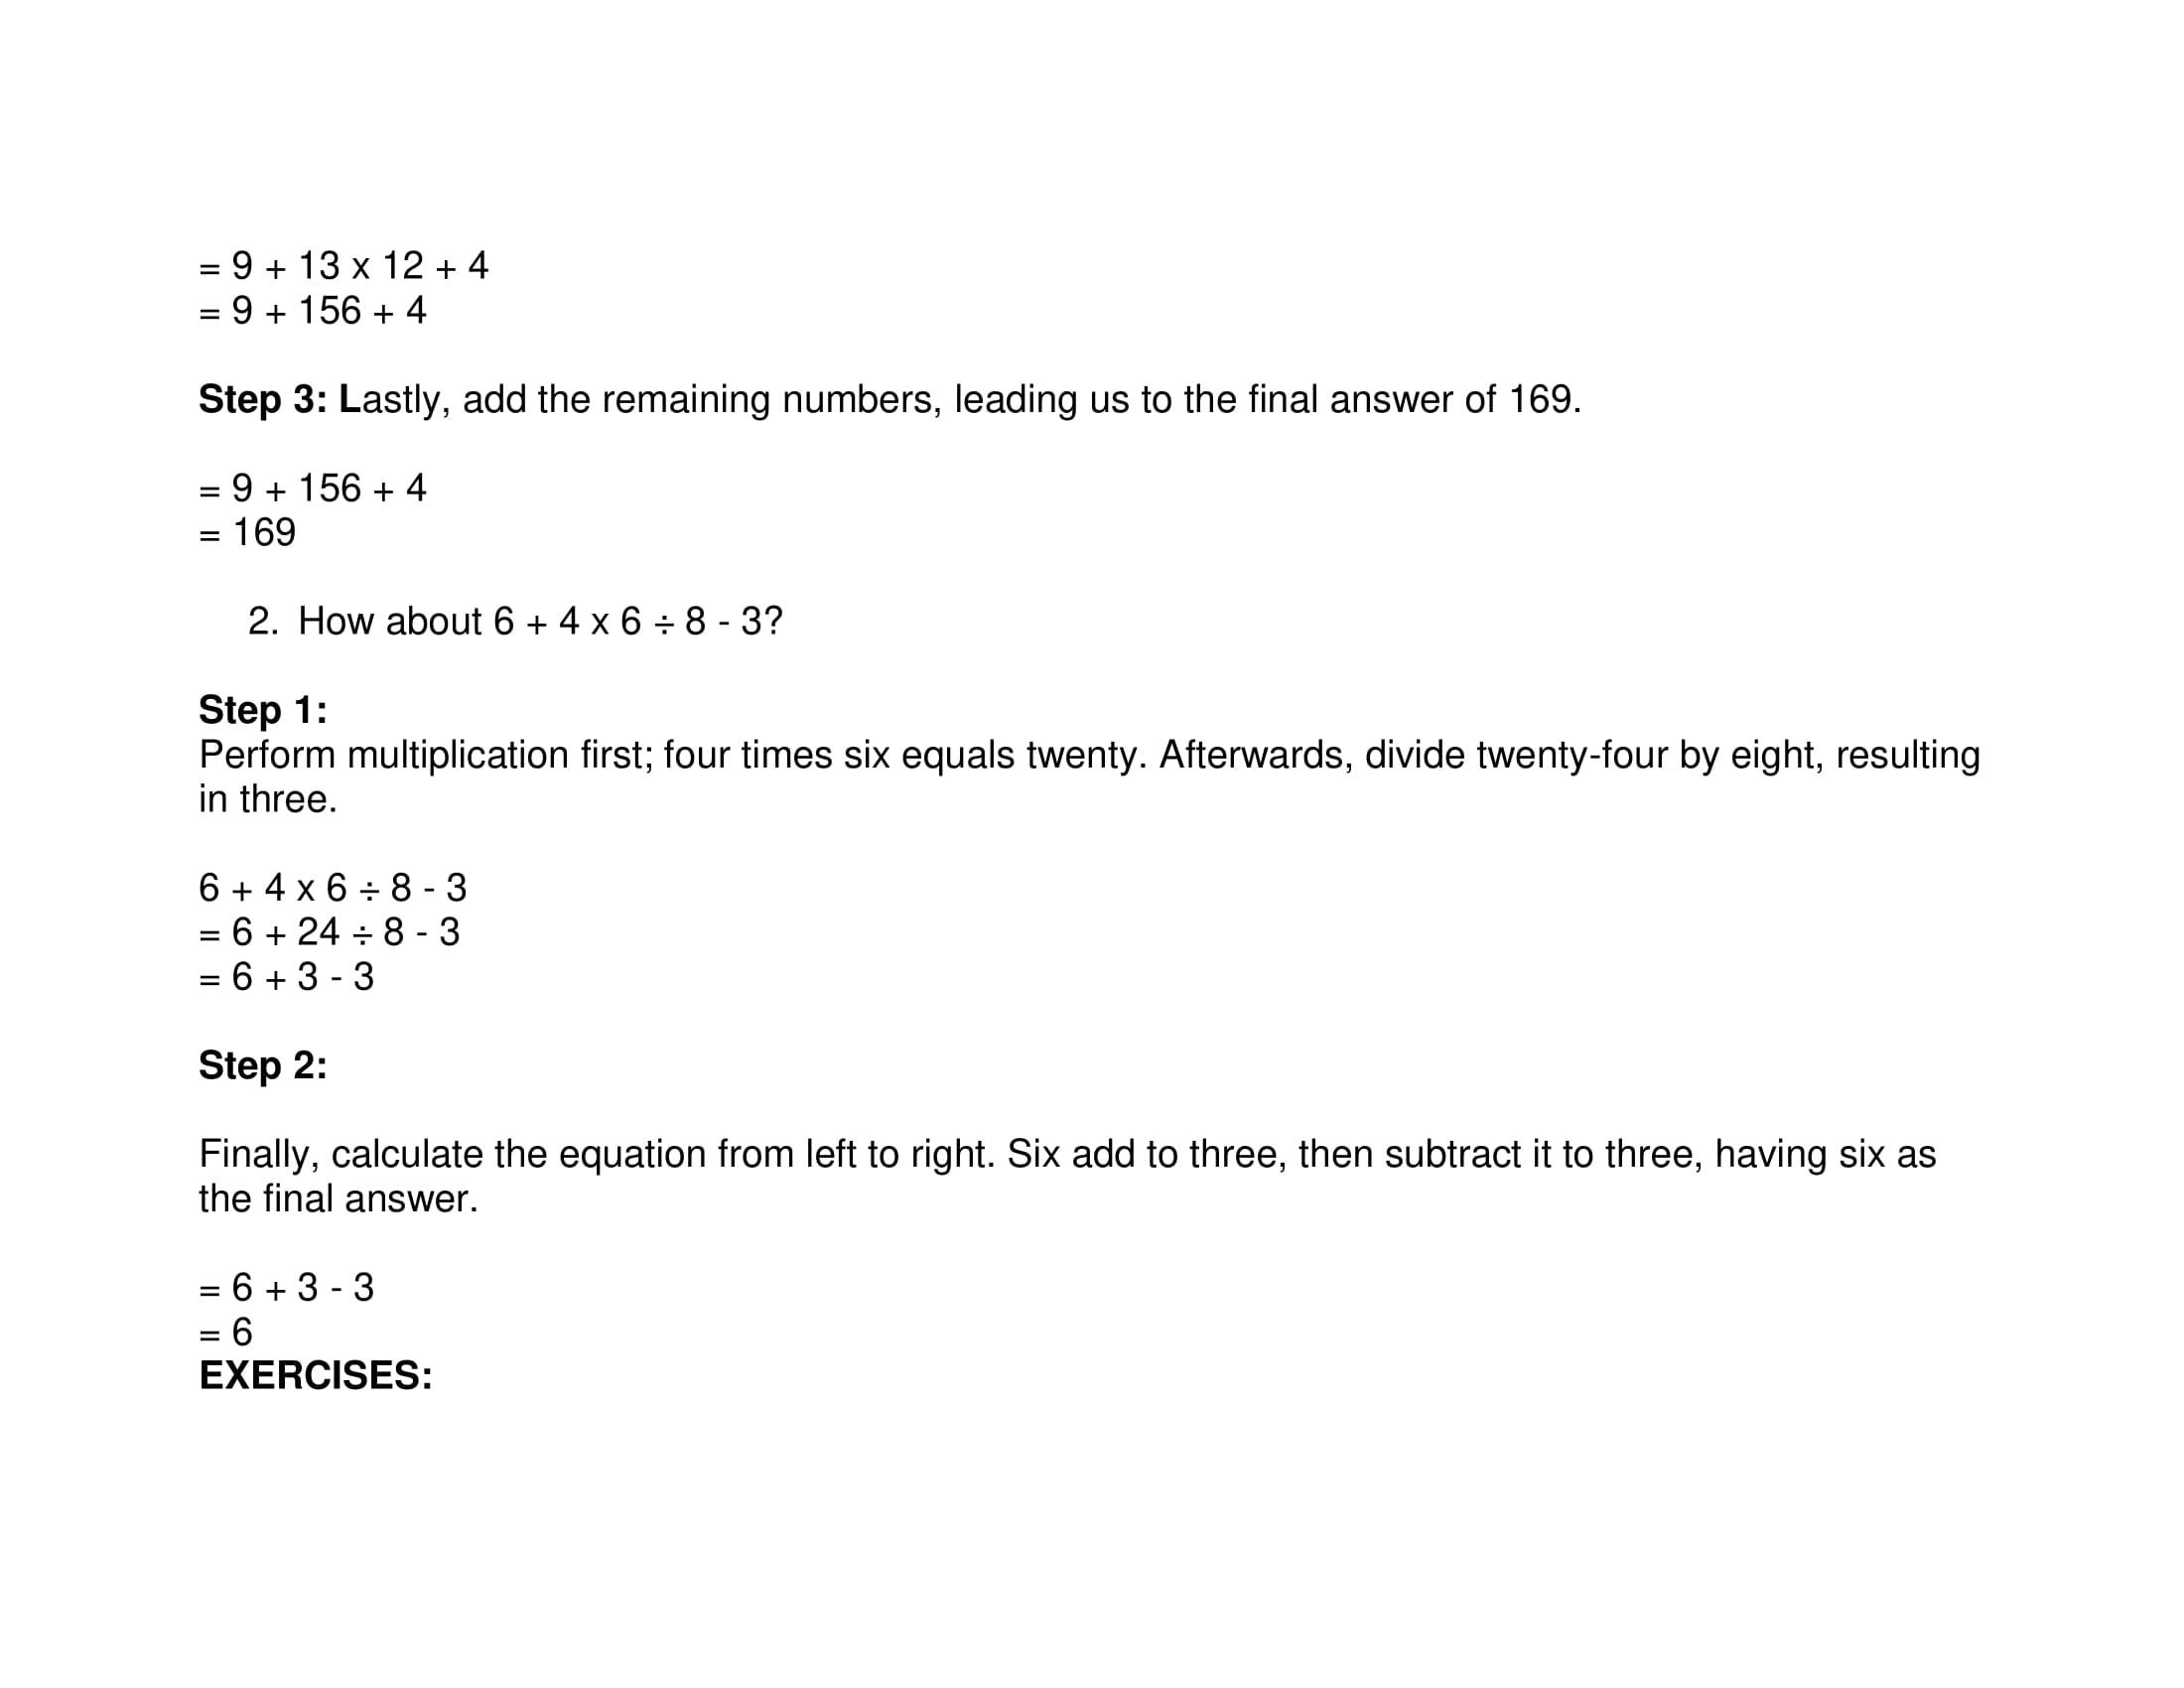 = 9 + 13 x 12 + 4
= 9 + 156 + 4
Step 3: Lastly, add the remaining numbers, leading us to the final answer of 169.
= 9 + 156 + 4
= 169
2. How about 6 + 4 x 6 ÷ 8 - 3?
Step 1:
Perform multiplication first; four times six equals twenty. Afterwards, divide twenty-four by eight, resulting
in three.
6 + 4 x 6 ÷ 8 - 3
= 6 + 24 ÷ 8 - 3
= 6 + 3 - 3
Step 2:
Finally, calculate the equation from left to right. Six add to three, then subtract it to three, having six as
the final answer.
= 6 + 3 - 3
= 6
EXERCISES: